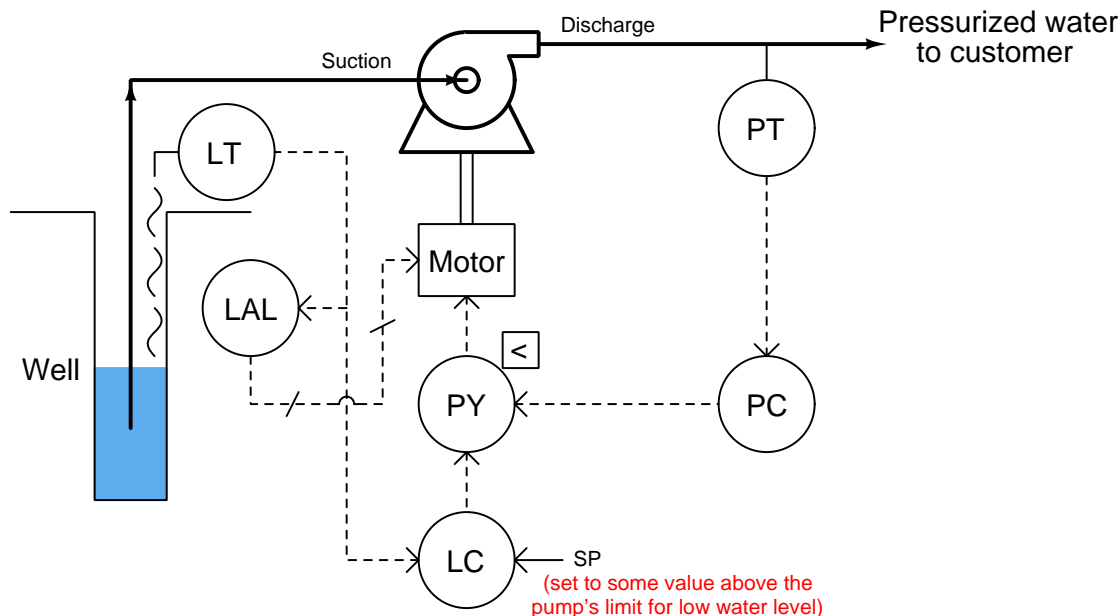 Discharge
Pressurized water
to customer
Suction
LT
PT
Motor
LAL
<
Well
PY
PC
LC
SP
(set to some value above the
pump's limit for low water level)